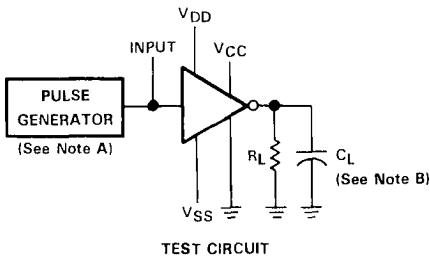 VDD
INPUT
VCC
PULSE
GENERATOR
(See Note A)
RL
CL
(See Note B)
VSS
TEST CIRCUIT